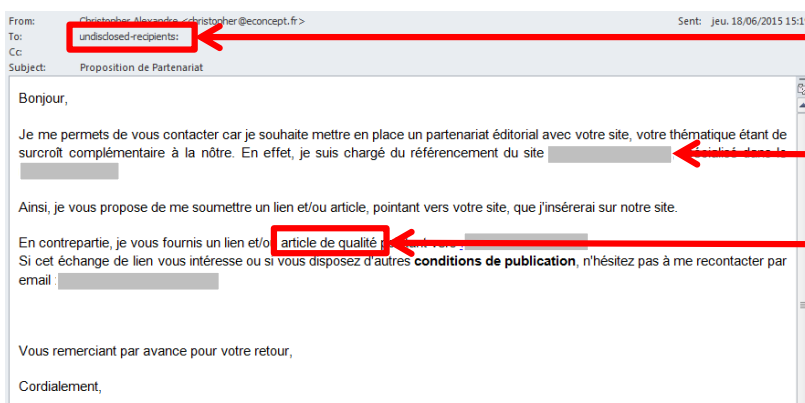 From: Christopher Alexandre <christopher@econcept.fr> Sent: jeu. 18/06/2015
To: undisclosed-recipients:
Cc:
Subject: Proposition de Partenariat
Bonjour,
Je me permets de vous contacter car je souhaite mettre en place un partenariat éditorial avec votre site, votre thématique étant de
surcroît complémentaire à la nôtre. En effet, je suis chargé du référencement du site spécialisé dans le
Ainsi, je vous propose de me soumettre un lien et/ou article, pointant vers votre site, que j'insérerai sur notre site.
En contrepartie, je vous fournis un lien et/ou article de qualité pointant vers :
Si cet échange de lien vous intéresse ou si vous disposez d'autres conditions de publication, n'hésitez pas à me recontacter par
email :
Vous remerciant par avance pour votre retour,
Cordialement,